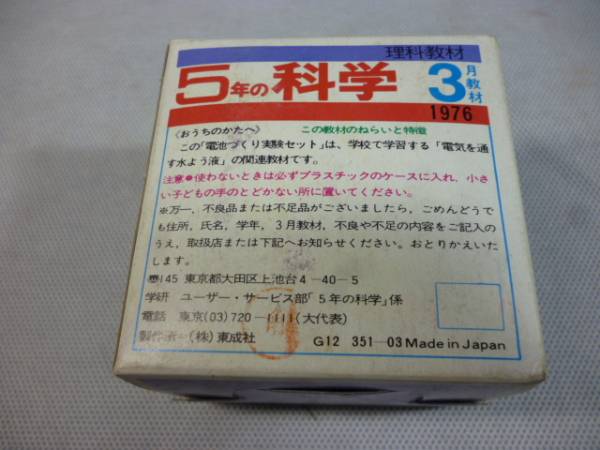 理科教材
5年の科学 3月教材
1976
〈おうちのかたへ〉 この教材のねらいと特徴
この「電池づくり実験セット」は、学校で学習する「電気を通
す水よう液」の関連教材です。
注意●使わないときは必ずプラスチックのケースに入れ、小さ
い子どもの手のとどかない所に置いてください。
※万一、不良品または不足品がございましたら、ごめんどうで
も住所、氏名、学年、3月教材、不良や不足の内容をご記入の
うえ、取扱店または下記へお知らせください。おとりかえいた
します。
145 東京都大田区上池台4-40-5
学研 ユーザー・サービス部「5年の科学」係
電話 東京(03)720-1111(大代表)
製作 (株)東成社
G12 351-03 Made in Japan